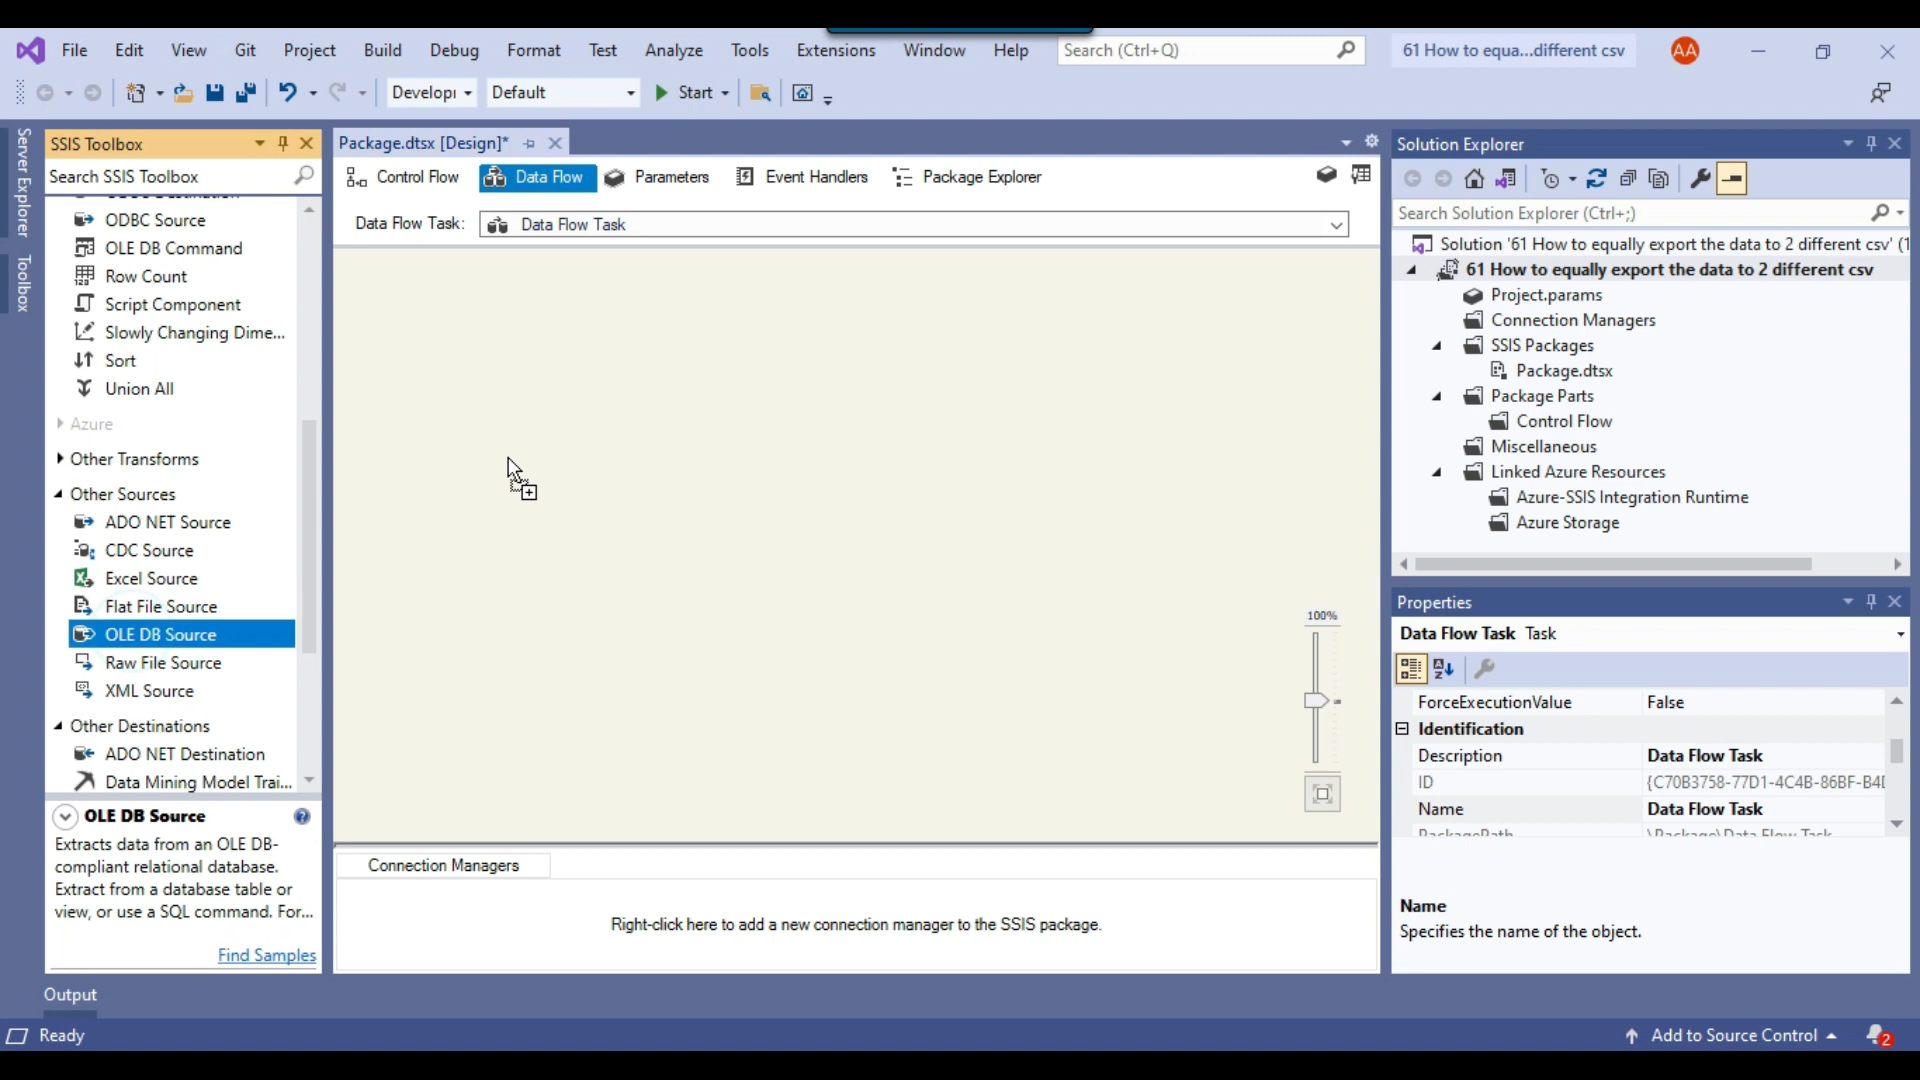 File Edit View Git Project Build Debug Format Test Analyze Tools Extensions Window Help Search (Ctrl+Q) 61 How to equa...different csv AA
Developi Default Start
Server Explorer
Toolbox
SSIS Toolbox
Search SSIS Toolbox
ODBC Source
OLE DB Command
Row Count
Script Component
Slowly Changing Dime...
Sort
Union All
Azure
Other Transforms
Other Sources
ADO NET Source
CDC Source
Excel Source
Flat File Source
OLE DB Source
Raw File Source
XML Source
Other Destinations
ADO NET Destination
Data Mining Model Trai...
OLE DB Source
Extracts data from an OLE DB-
compliant relational database.
Extract from a database table or
view, or use a SQL command. For...
Find Samples
Package.dtsx [Design]*
Control Flow Data Flow Parameters Event Handlers Package Explorer
Data Flow Task: Data Flow Task
100%
Connection Managers
Right-click here to add a new connection manager to the SSIS package.
Solution Explorer
Search Solution Explorer (Ctrl+;)
Solution '61 How to equally export the data to 2 different csv' (1
61 How to equally export the data to 2 different csv
Project.params
Connection Managers
SSIS Packages
Package.dtsx
Package Parts
Control Flow
Miscellaneous
Linked Azure Resources
Azure-SSIS Integration Runtime
Azure Storage
Properties
Data Flow Task Task
ForceExecutionValue False
Identification
Description Data Flow Task
ID {C70B3758-77D1-4C4B-86BF-B4
Name Data Flow Task
PackagePath \Package\Data Flow Task
Name
Specifies the name of the object.
Output
Ready
Add to Source Control 2